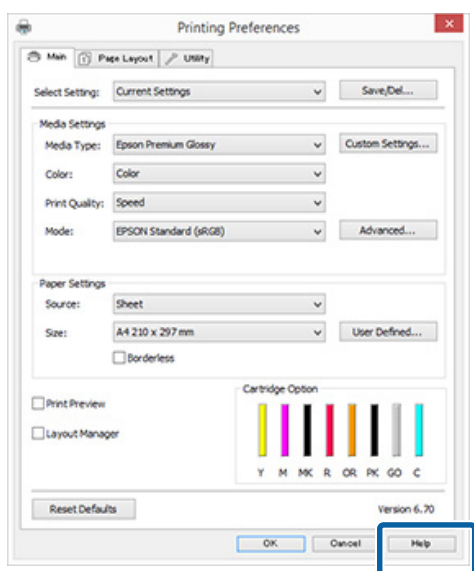 Printing Preferences
Main Page Layout Utility
Select Setting: Current Settings Save/Del...
Media Settings
Media Type: Epson Premium Glossy Custom Settings...
Color: Color
Print Quality: Speed
Mode: EPSON Standard (sRGB) Advanced...
Paper Settings
Source: Sheet
Size: A4 210 x 297 mm User Defined...
Borderless
Print Preview
Layout Manager
Cartridge Option
Y M MK R OR PK GO C
Reset Defaults Version 6.70
OK Cancel Help